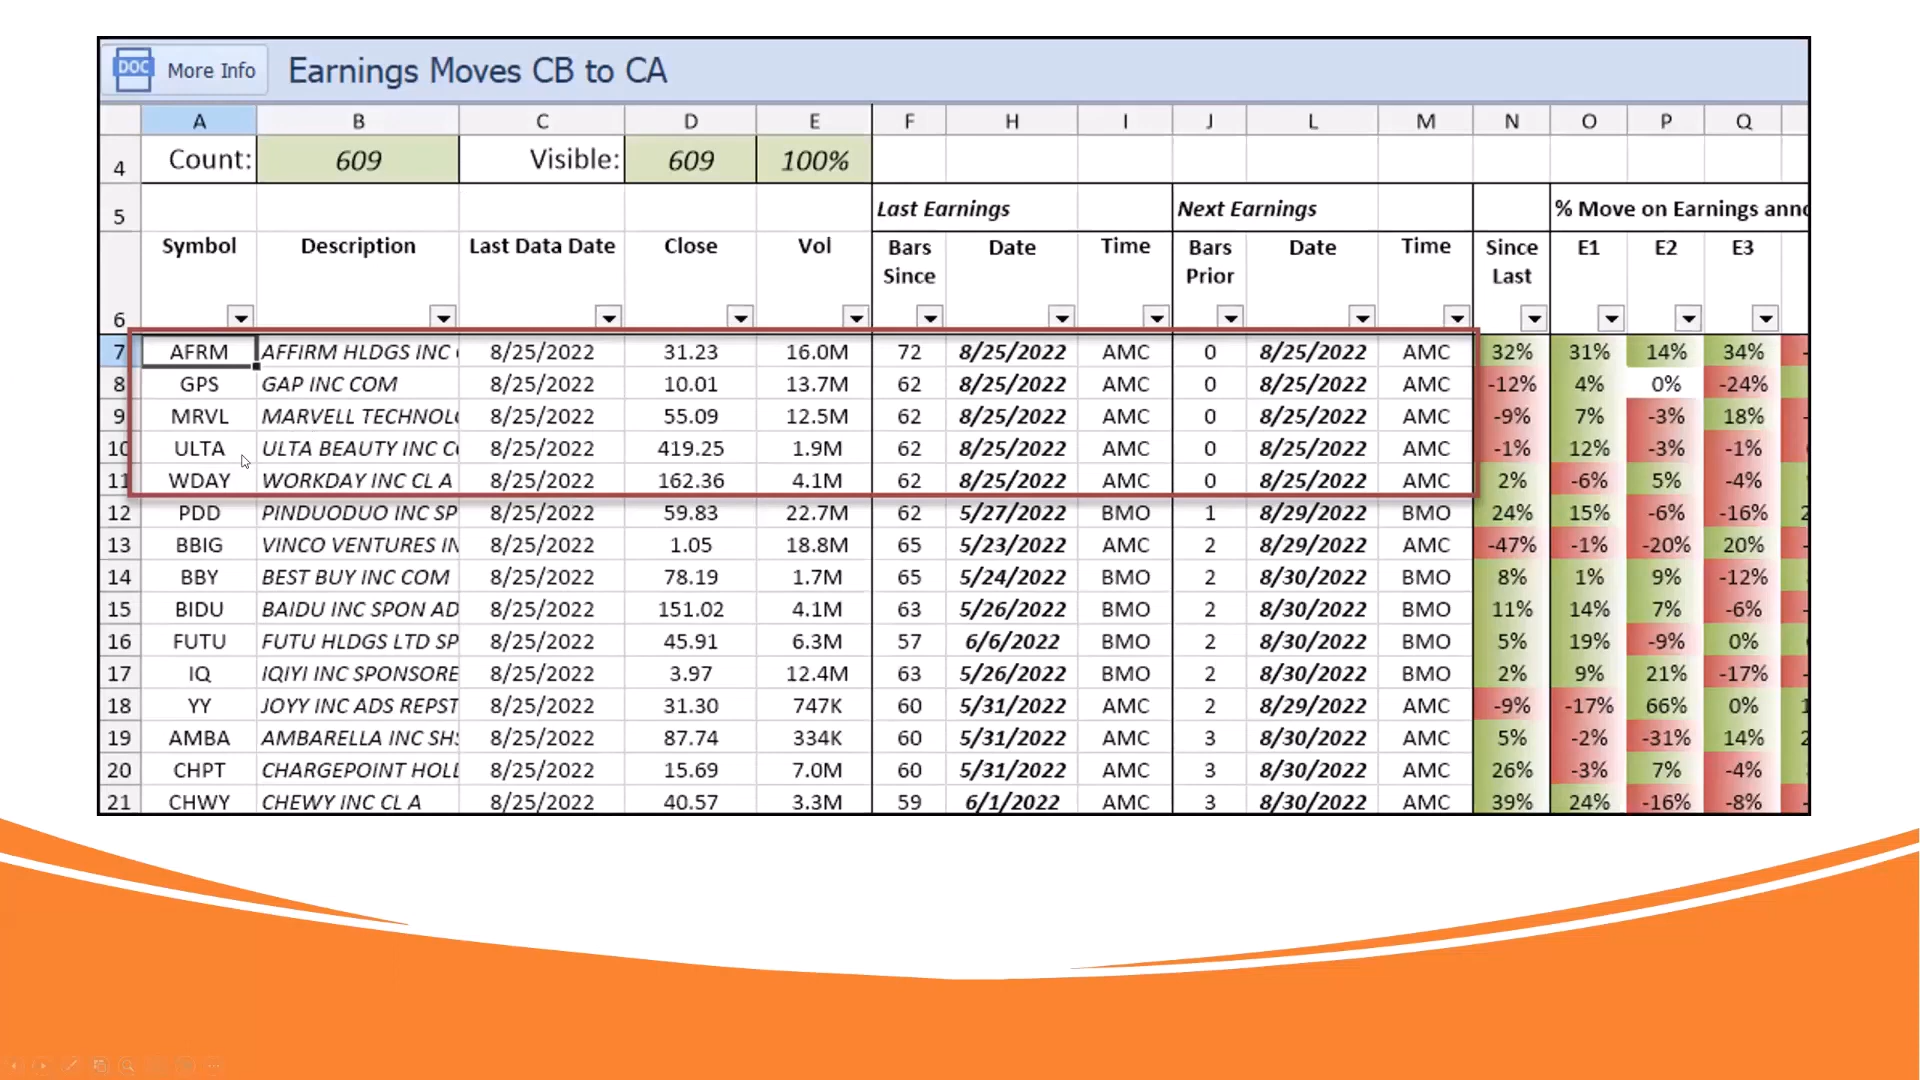 DOC More Info Earnings Moves CB to CA
A B C D E F H I J L M N O P Q
4 Count: 609 Visible: 609 100%
5 Last Earnings Next Earnings % Move on Earnings anno
Symbol Description Last Data Date Close Vol Bars Since Date Time Bars Prior Date Time Since Last E1 E2 E3
6
7 AFRM AFFIRM HLDGS INC 8/25/2022 31.23 16.0M 72 8/25/2022 AMC 0 8/25/2022 AMC 32% 31% 14% 34% -
8 GPS GAP INC COM 8/25/2022 10.01 13.7M 62 8/25/2022 AMC 0 8/25/2022 AMC -12% 4% 0% -24%
9 MRVL MARVELL TECHNOLO 8/25/2022 55.09 12.5M 62 8/25/2022 AMC 0 8/25/2022 AMC -9% 7% -3% 18% -
10 ULTA ULTA BEAUTY INC CO 8/25/2022 419.25 1.9M 62 8/25/2022 AMC 0 8/25/2022 AMC -1% 12% -3% -1%
11 WDAY WORKDAY INC CL A 8/25/2022 162.36 4.1M 62 8/25/2022 AMC 0 8/25/2022 AMC 2% -6% 5% -4%
12 PDD PINDUODUO INC SP 8/25/2022 59.83 22.7M 62 5/27/2022 BMO 1 8/29/2022 BMO 24% 15% -6% -16% 2
13 BBIG VINCO VENTURES IN 8/25/2022 1.05 18.8M 65 5/23/2022 AMC 2 8/29/2022 AMC -47% -1% -20% 20% -
14 BBY BEST BUY INC COM 8/25/2022 78.19 1.7M 65 5/24/2022 BMO 2 8/30/2022 BMO 8% 1% 9% -12%
15 BIDU BAIDU INC SPON AD 8/25/2022 151.02 4.1M 63 5/26/2022 BMO 2 8/30/2022 BMO 11% 14% 7% -6% -
16 FUTU FUTU HLDGS LTD SP 8/25/2022 45.91 6.3M 57 6/6/2022 BMO 2 8/30/2022 BMO 5% 19% -9% 0%
17 IQ IQIYI INC SPONSORE 8/25/2022 3.97 12.4M 63 5/26/2022 BMO 2 8/30/2022 BMO 2% 9% 21% -17% -
18 YY JOYY INC ADS REPST 8/25/2022 31.30 747K 60 5/31/2022 AMC 2 8/29/2022 AMC -9% -17% 66% 0% 1
19 AMBA AMBARELLA INC SHS 8/25/2022 87.74 334K 60 5/31/2022 AMC 3 8/30/2022 AMC 5% -2% -31% 14% 2
20 CHPT CHARGEPOINT HOLD 8/25/2022 15.69 7.0M 60 5/31/2022 AMC 3 8/30/2022 AMC 26% -3% 7% -4%
21 CHWY CHEWY INC CL A 8/25/2022 40.57 3.3M 59 6/1/2022 AMC 3 8/30/2022 AMC 39% 24% -16% -8% -